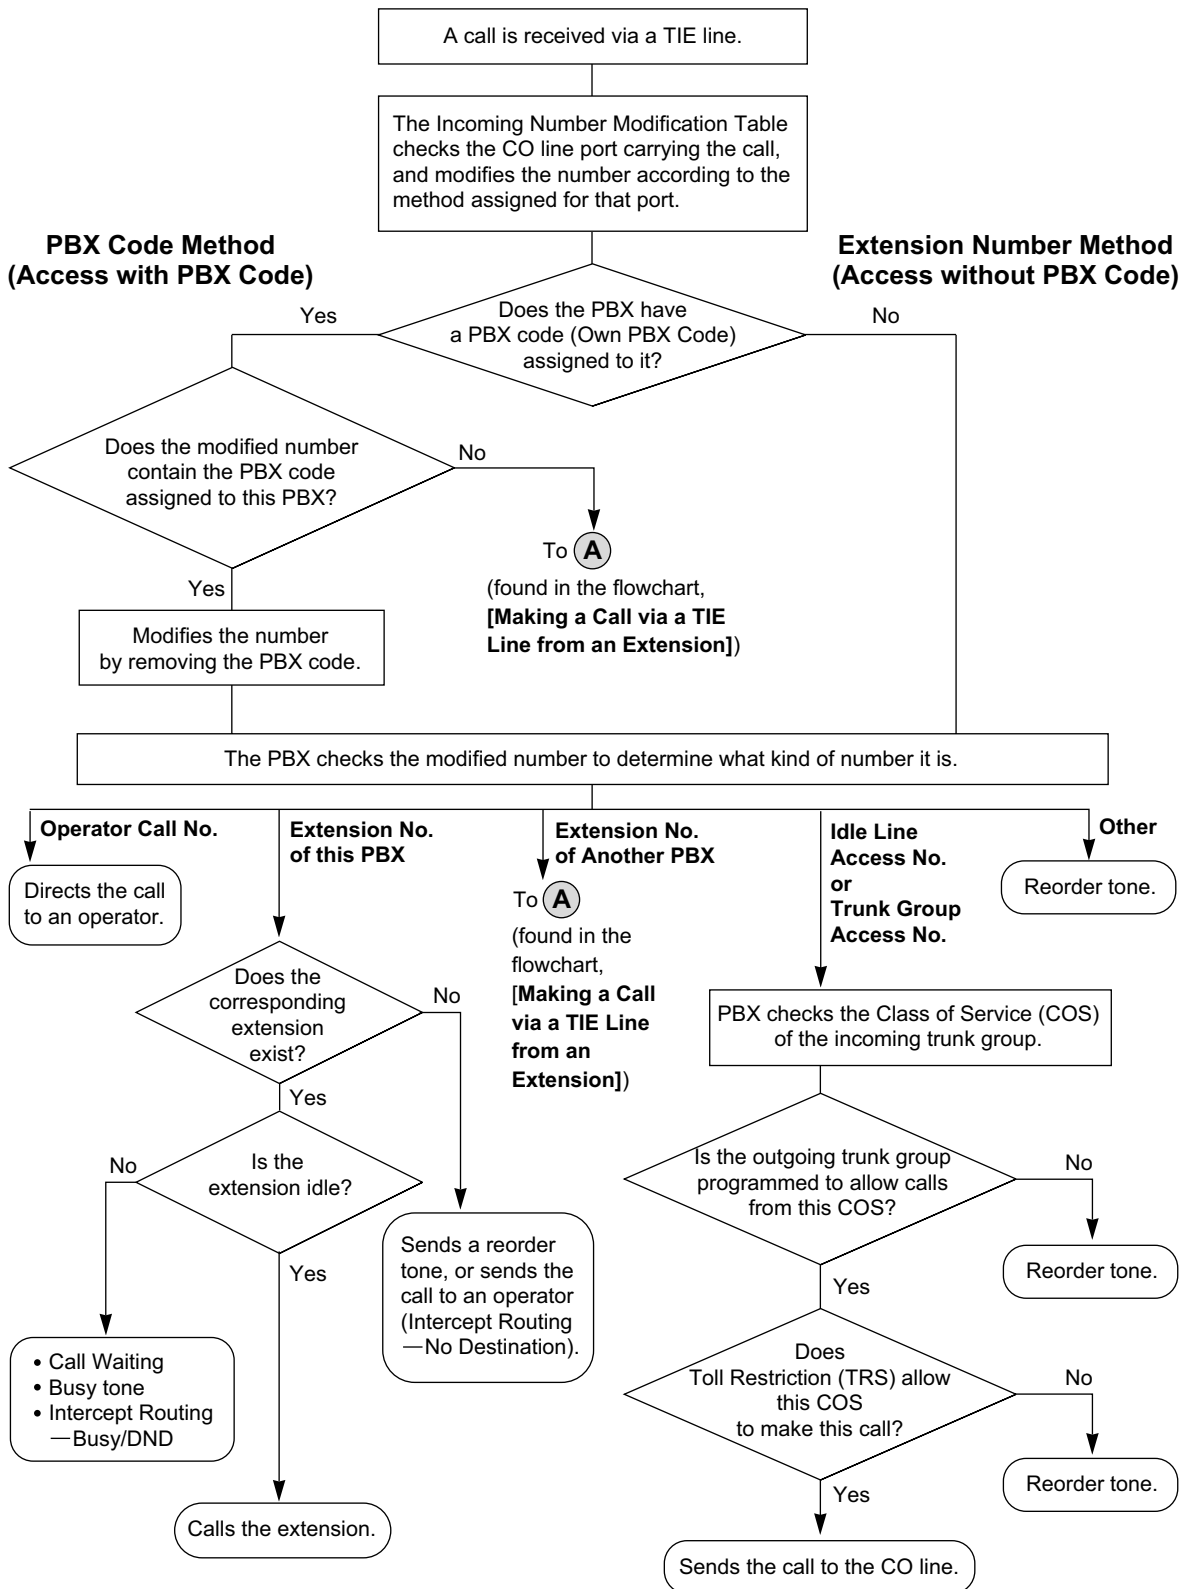 A call is received via a TIE line.
The Incoming Number Modification Table
checks the CO line port carrying the call,
and modifies the number according to the
method assigned for that port.
PBX Code Method
(Access with PBX Code)
Extension Number Method
(Access without PBX Code)
Yes
Does the PBX have
a PBX code (Own PBX Code)
assigned to it?
No
Does the modified number
contain the PBX code
assigned to this PBX?
No
To A
(found in the flowchart,
[Making a Call via a TIE
Line from an Extension])
Yes
Modifies the number
by removing the PBX code.
The PBX checks the modified number to determine what kind of number it is.
Operator Call No.
Directs the call
to an operator.
Extension No.
of this PBX
Extension No.
of Another PBX
To A
(found in the
flowchart,
[Making a Call
via a TIE Line
from an
Extension])
Idle Line
Access No.
or
Trunk Group
Access No.
Other
Reorder tone.
Does the
corresponding
extension
exist?
No
Yes
Is the
extension idle?
No
Yes
Sends a reorder
tone, or sends the
call to an operator
(Intercept Routing
—No Destination).
• Call Waiting
• Busy tone
• Intercept Routing
—Busy/DND
Calls the extension.
PBX checks the Class of Service (COS)
of the incoming trunk group.
Is the outgoing trunk group
programmed to allow calls
from this COS?
No
Reorder tone.
Yes
Does
Toll Restriction (TRS) allow
this COS
to make this call?
No
Reorder tone.
Yes
Sends the call to the CO line.